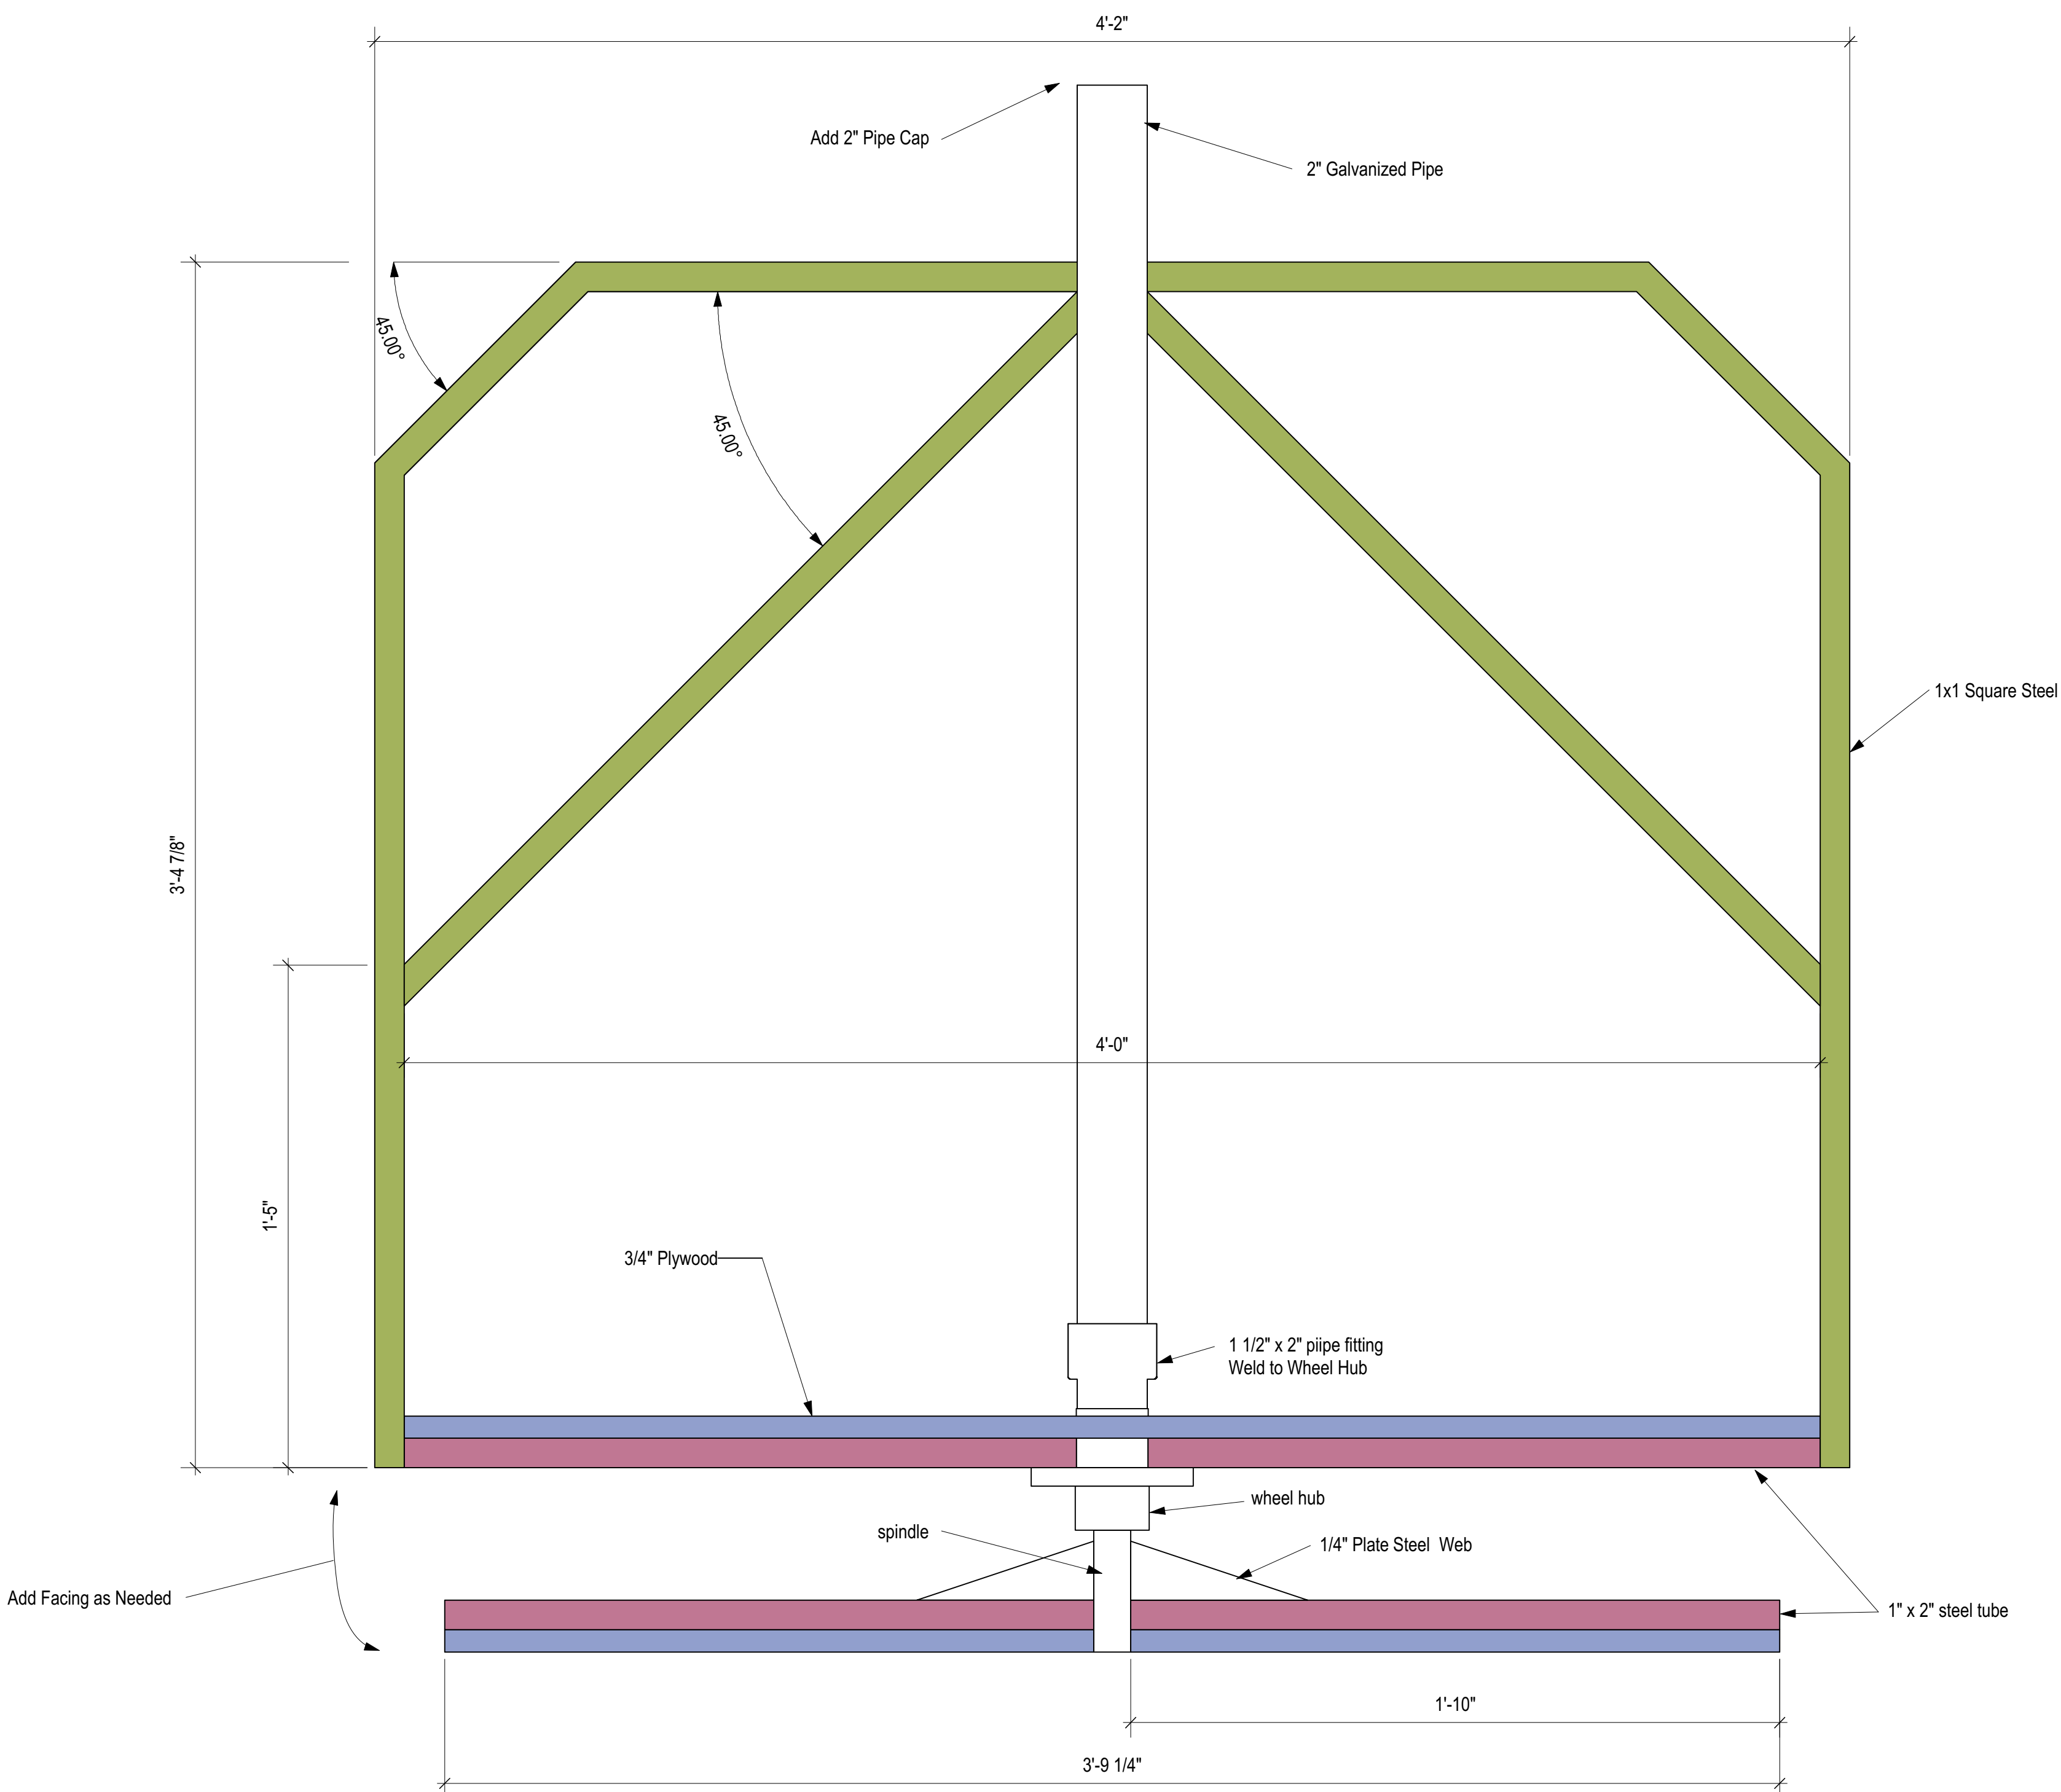 4'-2"
Add 2" Pipe Cap
2" Galvanized Pipe
45.00°
45.00°
1x1 Square Steel
3'-4 7/8"
4'-0"
1'-5"
3/4" Plywood
1 1/2" x 2" piipe fitting
Weld to Wheel Hub
wheel hub
spindle
1/4" Plate Steel  Web
Add Facing as Needed
1" x 2" steel tube
1'-10"
3'-9 1/4"